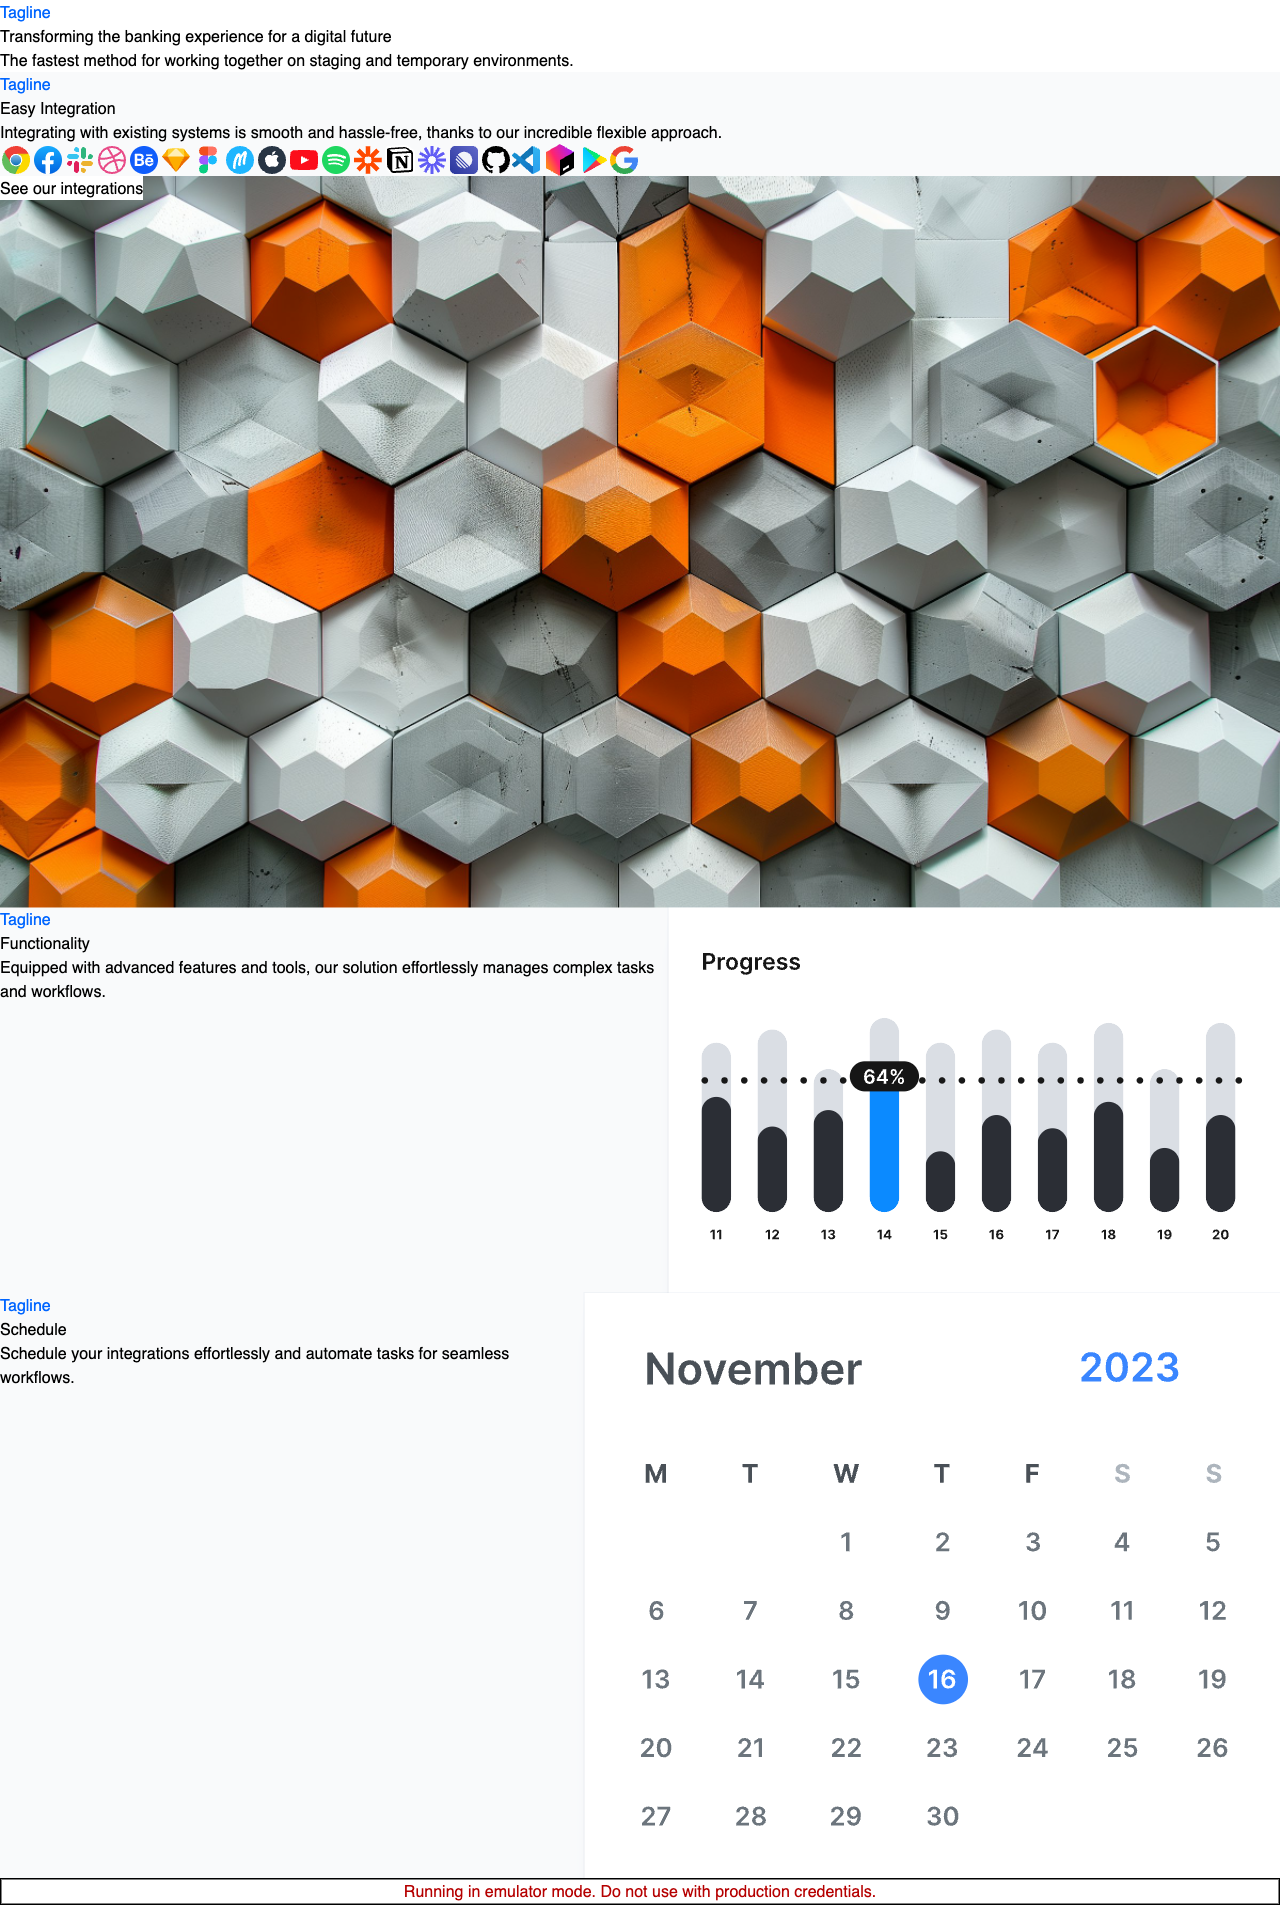 Tagline
Transforming the banking experience for a digital future
The fastest method for working together on staging and temporary environments.
Tagline
Easy Integration
Integrating with existing systems is smooth and hassle-free, thanks to our incredible flexible approach.
Bē
N
See our integrations
Tagline
Functionality
Equipped with advanced features and tools, our solution effortlessly manages complex tasks
and workflows.
Progress
64%
11 12 13 14 15 16 17 18 19 20
Tagline
Schedule
Schedule your integrations effortlessly and automate tasks for seamless
workflows.
November 2023
M T W T F S S
1 2 3 4 5
6 7 8 9 10 11 12
13 14 15 16 17 18 19
20 21 22 23 24 25 26
27 28 29 30
Running in emulator mode. Do not use with production credentials.